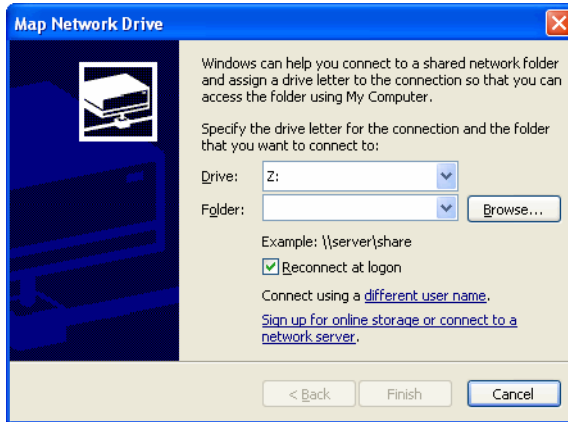 Map Network Drive
Windows can help you connect to a shared network folder
and assign a drive letter to the connection so that you can
access the folder using My Computer.
Specify the drive letter for the connection and the folder
that you want to connect to:
Drive: Z:
Folder: Browse...
Example: \\server\share
Reconnect at logon
Connect using a different user name.
Sign up for online storage or connect to a
network server.
< Back Finish Cancel